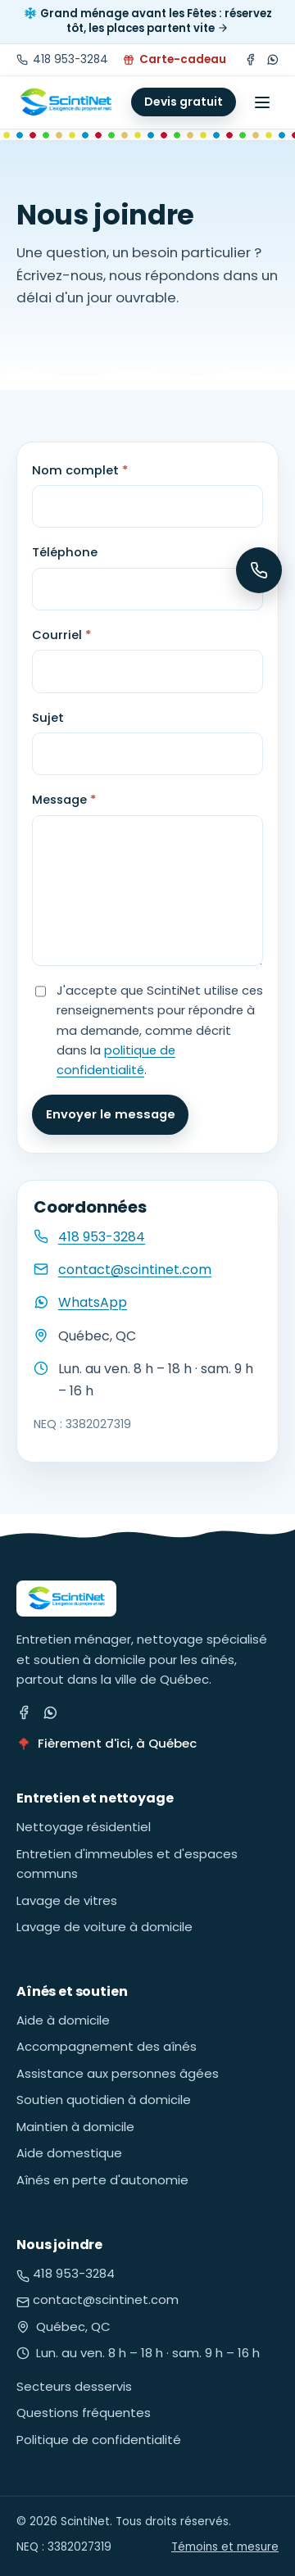 Grand ménage avant les Fêtes : réservez
tôt, les places partent vite →
418 953-3284 Carte-cadeau
ScintiNet
L'élégance du propre et net
Devis gratuit
Nous joindre
Une question, un besoin particulier ?
Écrivez-nous, nous répondons dans un
délai d'un jour ouvrable.
Nom complet *
Téléphone
Courriel *
Sujet
Message *
J'accepte que ScintiNet utilise ces
renseignements pour répondre à
ma demande, comme décrit
dans la politique de
confidentialité.
Envoyer le message
Coordonnées
418 953-3284
contact@scintinet.com
WhatsApp
Québec, QC
Lun. au ven. 8 h – 18 h · sam. 9 h
– 16 h
NEQ : 3382027319
ScintiNet
L'élégance du propre et net
Entretien ménager, nettoyage spécialisé
et soutien à domicile pour les aînés,
partout dans la ville de Québec.
Fièrement d'ici, à Québec
Entretien et nettoyage
Nettoyage résidentiel
Entretien d'immeubles et d'espaces
communs
Lavage de vitres
Lavage de voiture à domicile
Aînés et soutien
Aide à domicile
Accompagnement des aînés
Assistance aux personnes âgées
Soutien quotidien à domicile
Maintien à domicile
Aide domestique
Aînés en perte d'autonomie
Nous joindre
418 953-3284
contact@scintinet.com
Québec, QC
Lun. au ven. 8 h – 18 h · sam. 9 h – 16 h
Secteurs desservis
Questions fréquentes
Politique de confidentialité
© 2026 ScintiNet. Tous droits réservés.
NEQ : 3382027319 Témoins et mesure